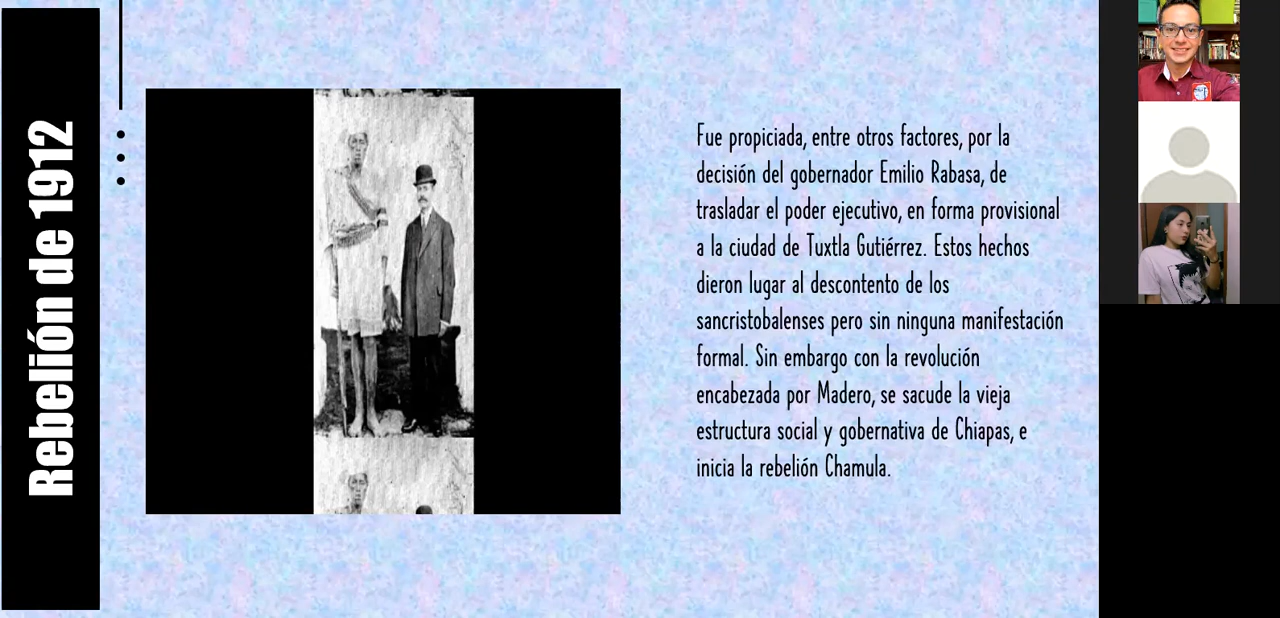 Rebelión de 1912
Fue propiciada, entre otros factores, por la
decisión del gobernador Emilio Rabasa, de
trasladar el poder ejecutivo, en forma provisional
a la ciudad de Tuxtla Gutiérrez. Estos hechos
dieron lugar al descontento de los
sancristobalenses pero sin ninguna manifestación
formal. Sin embargo con la revolución
encabezada por Madero, se sacude la vieja
estructura social y gobernativa de Chiapas, e
inicia la rebelión Chamula.